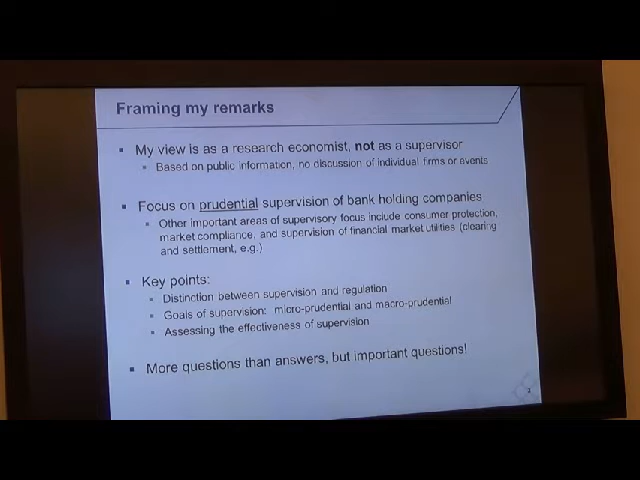 Framing my remarks
▪ My view is as a research economist, not as a supervisor
▪ Based on public information, no discussion of individual firms or events
▪ Focus on prudential supervision of bank holding companies
▪ Other important areas of supervisory focus include consumer protection,
market compliance, and supervision of financial market utilities (clearing
and settlement, e.g.)
▪ Key points:
▪ Distinction between supervision and regulation
▪ Goals of supervision: micro-prudential and macro-prudential
▪ Assessing the effectiveness of supervision
▪ More questions than answers, but important questions!